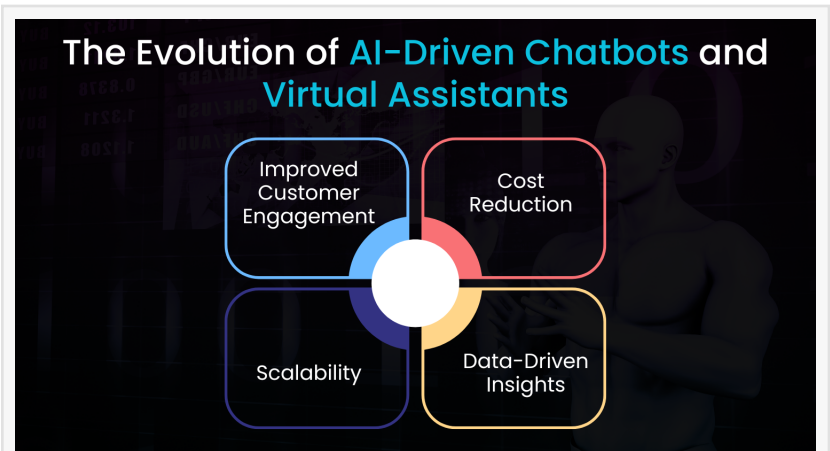 The Evolution of AI-Driven Chatbots and
Virtual Assistants
Improved
Customer
Engagement
Cost
Reduction
Scalability
Data-Driven
Insights